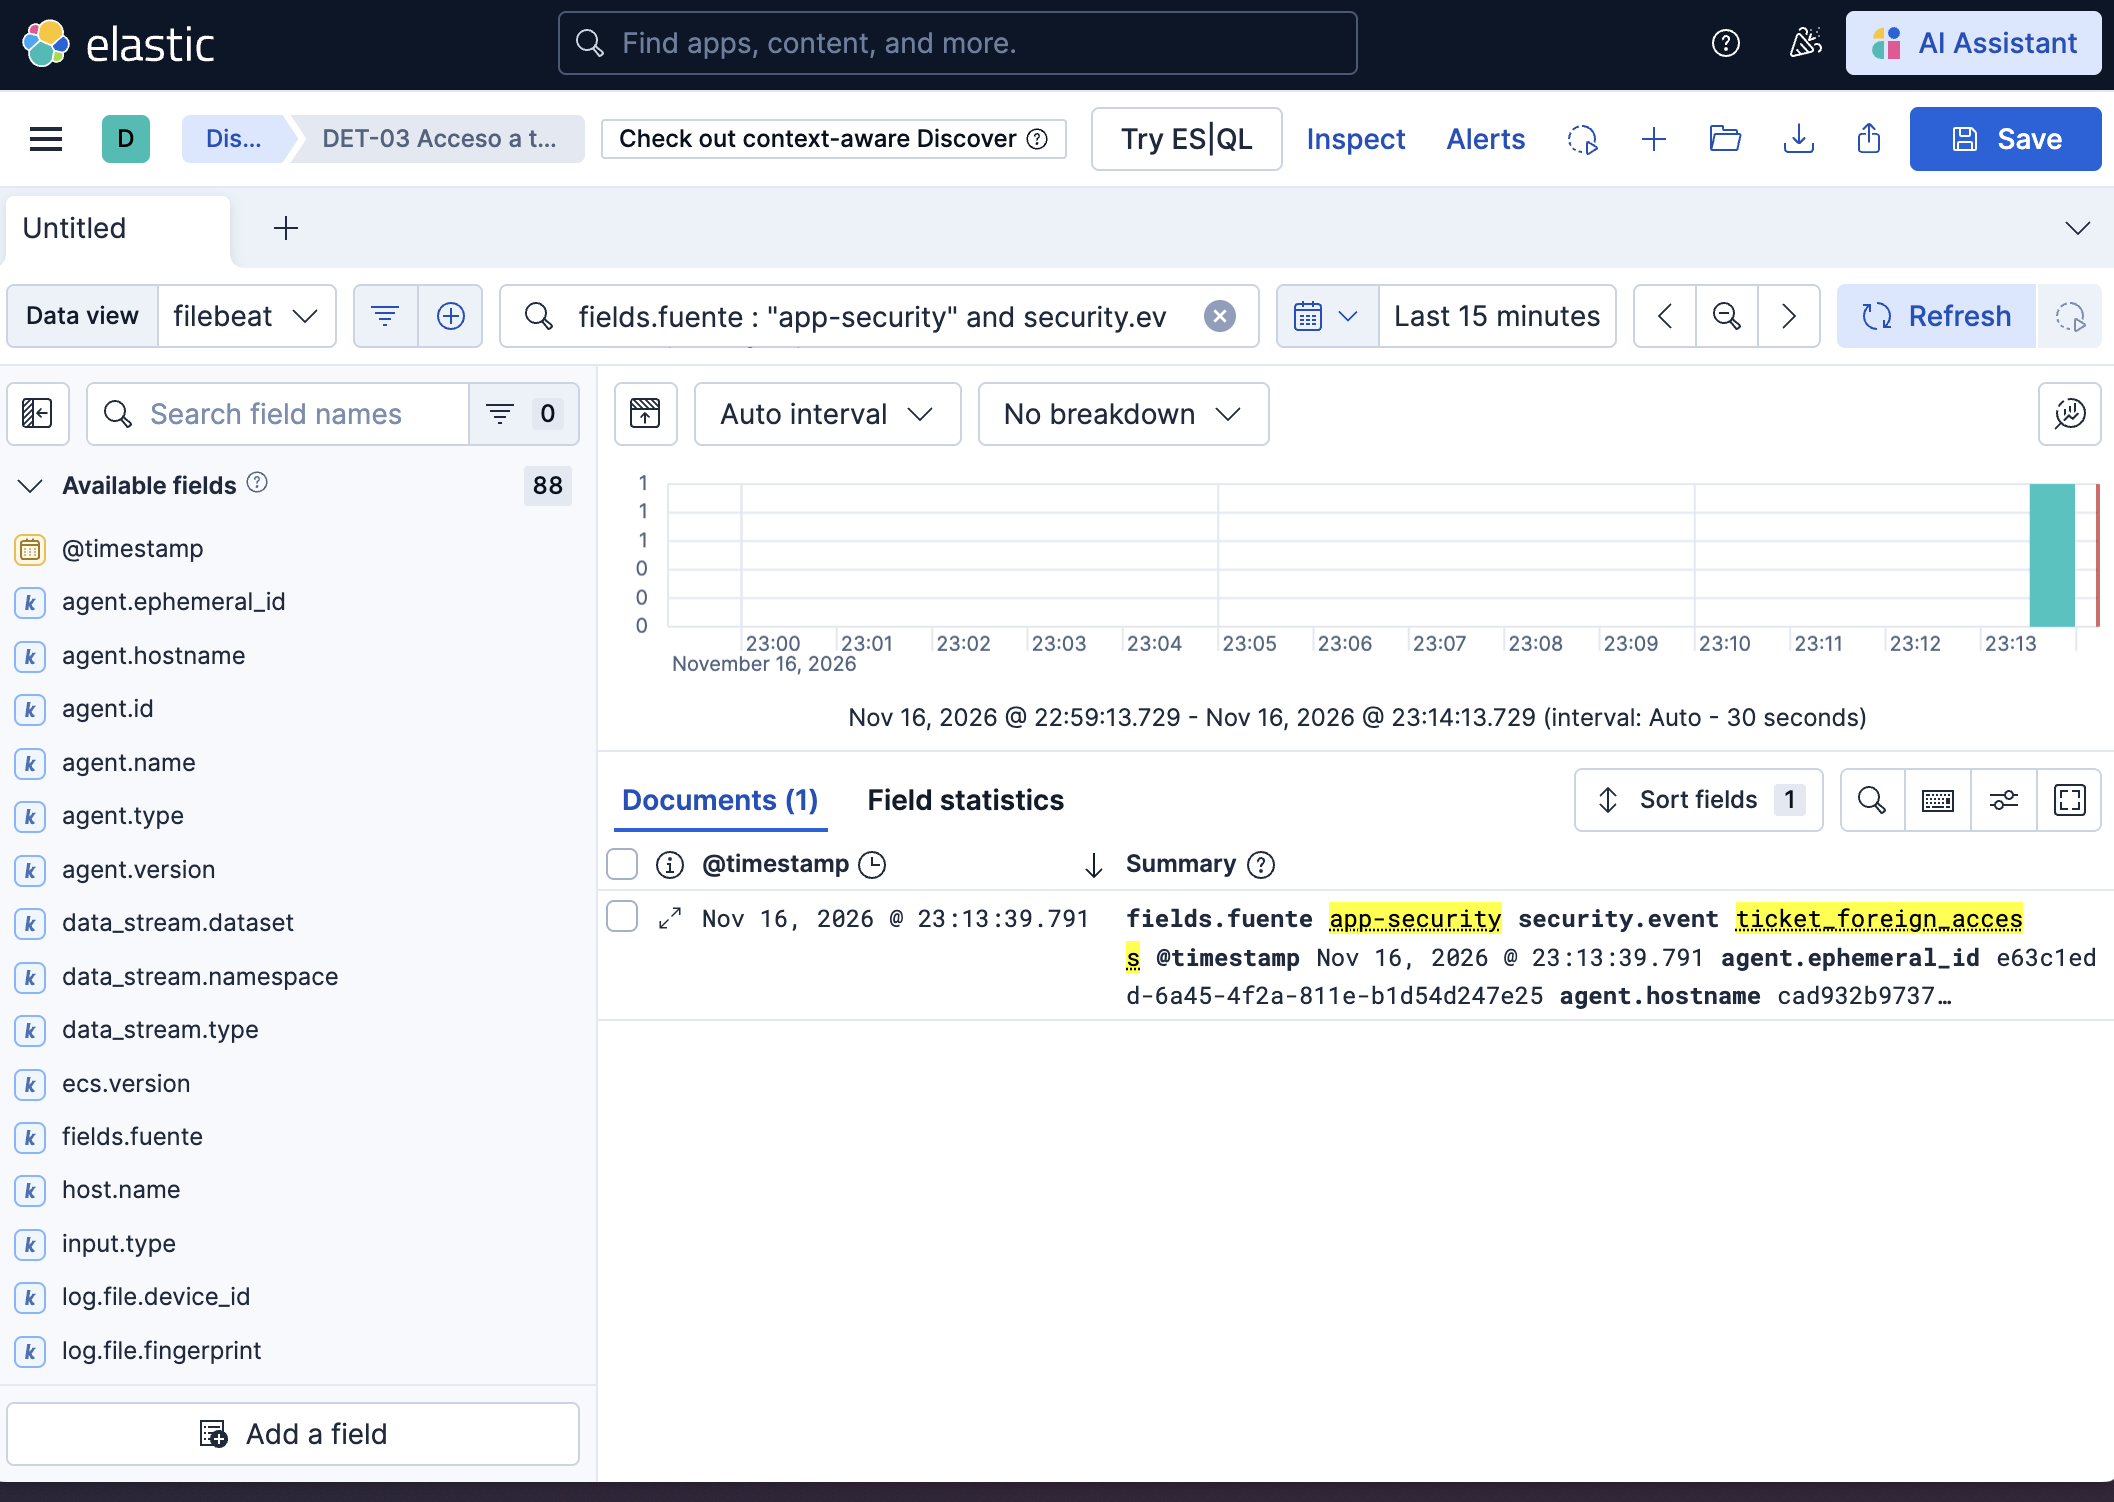 elastic
Find apps, content, and more.
AI Assistant
D
Dis...
DET-03 Acceso a t...
Check out context-aware Discover
Try ES|QL
Inspect
Alerts
Save
Untitled
Data view
filebeat
fields.fuente : "app-security" and security.ev
Last 15 minutes
Refresh
Search field names
0
Auto interval
No breakdown
Available fields
88
@timestamp
agent.ephemeral_id
agent.hostname
agent.id
agent.name
agent.type
agent.version
data_stream.dataset
data_stream.namespace
data_stream.type
ecs.version
fields.fuente
host.name
input.type
log.file.device_id
log.file.fingerprint
Add a field
1
1
1
0
0
0
23:00 23:01 23:02 23:03 23:04 23:05 23:06 23:07 23:08 23:09 23:10 23:11 23:12 23:13
November 16, 2026
Nov 16, 2026 @ 22:59:13.729 - Nov 16, 2026 @ 23:14:13.729 (interval: Auto - 30 seconds)
Documents (1)
Field statistics
Sort fields 1
@timestamp
Summary
Nov 16, 2026 @ 23:13:39.791
fields.fuente app-security security.event ticket_foreign_acces
s @timestamp Nov 16, 2026 @ 23:13:39.791 agent.ephemeral_id e63c1ed
d-6a45-4f2a-811e-b1d54d247e25 agent.hostname cad932b9737…